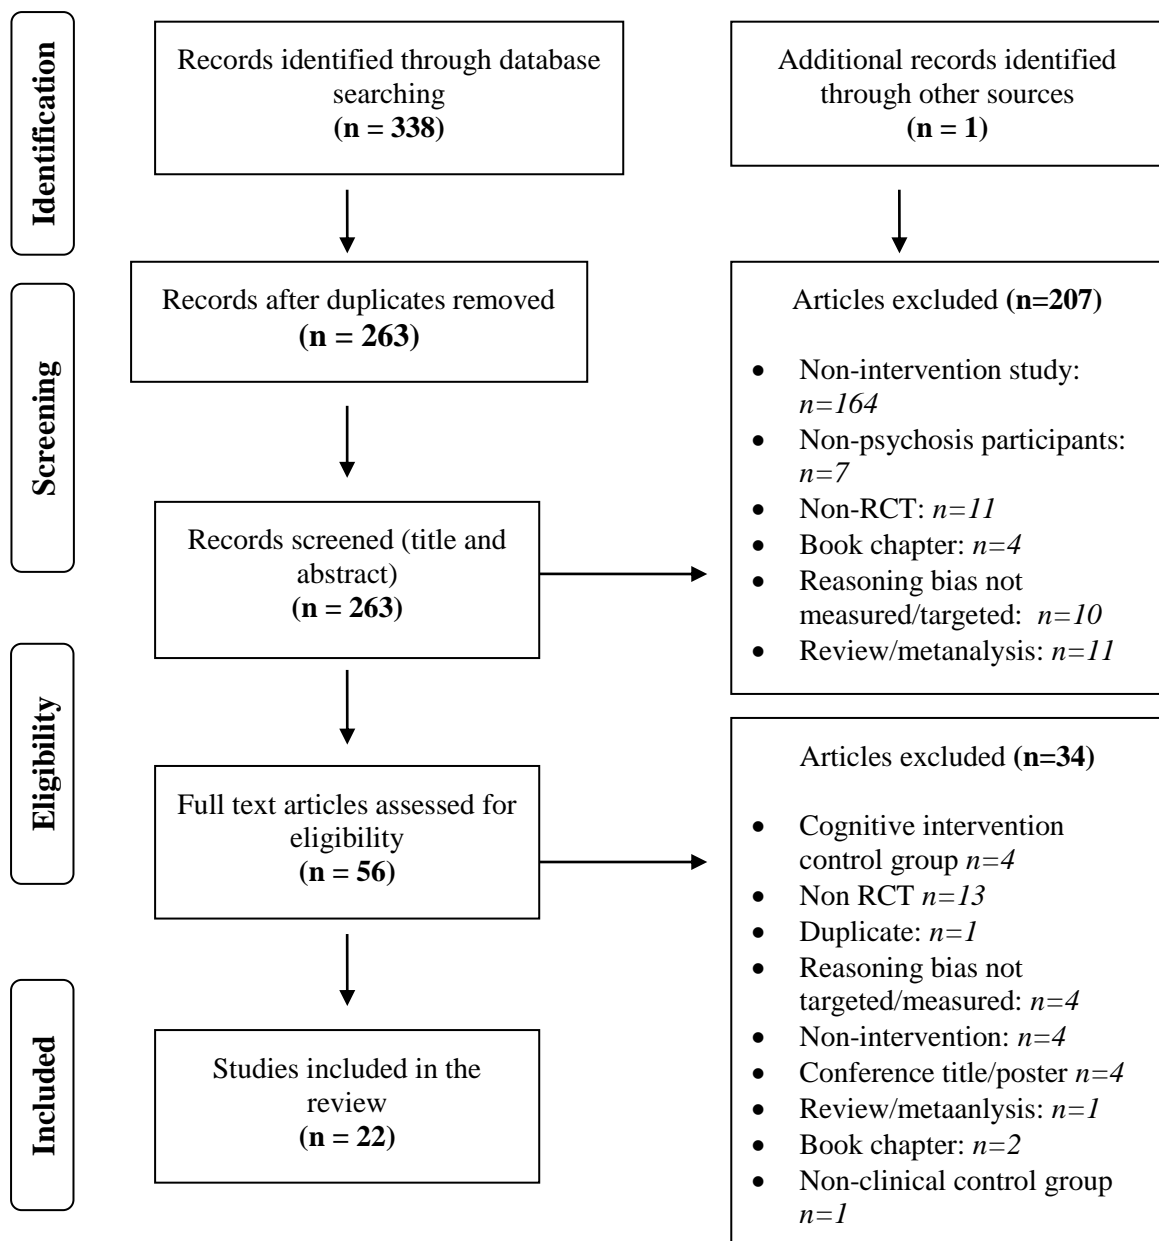 Identification
Records identified through database
searching
(n = 338)
Additional records identified
through other sources
(n = 1)
Screening
Records after duplicates removed
(n = 263)
Records screened (title and
abstract)
(n = 263)
Articles excluded (n=207)
• Non-intervention study:
n=164
• Non-psychosis participants:
n=7
• Non-RCT: n=11
• Book chapter: n=4
• Reasoning bias not
measured/targeted: n=10
• Review/metanalysis: n=11
Eligibility
Full text articles assessed for
eligibility
(n = 56)
Articles excluded (n=34)
• Cognitive intervention
control group n=4
• Non RCT n=13
• Duplicate: n=1
• Reasoning bias not
targeted/measured: n=4
• Non-intervention: n=4
• Conference title/poster n=4
• Review/metaanlysis: n=1
• Book chapter: n=2
• Non-clinical control group
n=1
Included
Studies included in the
review
(n = 22)